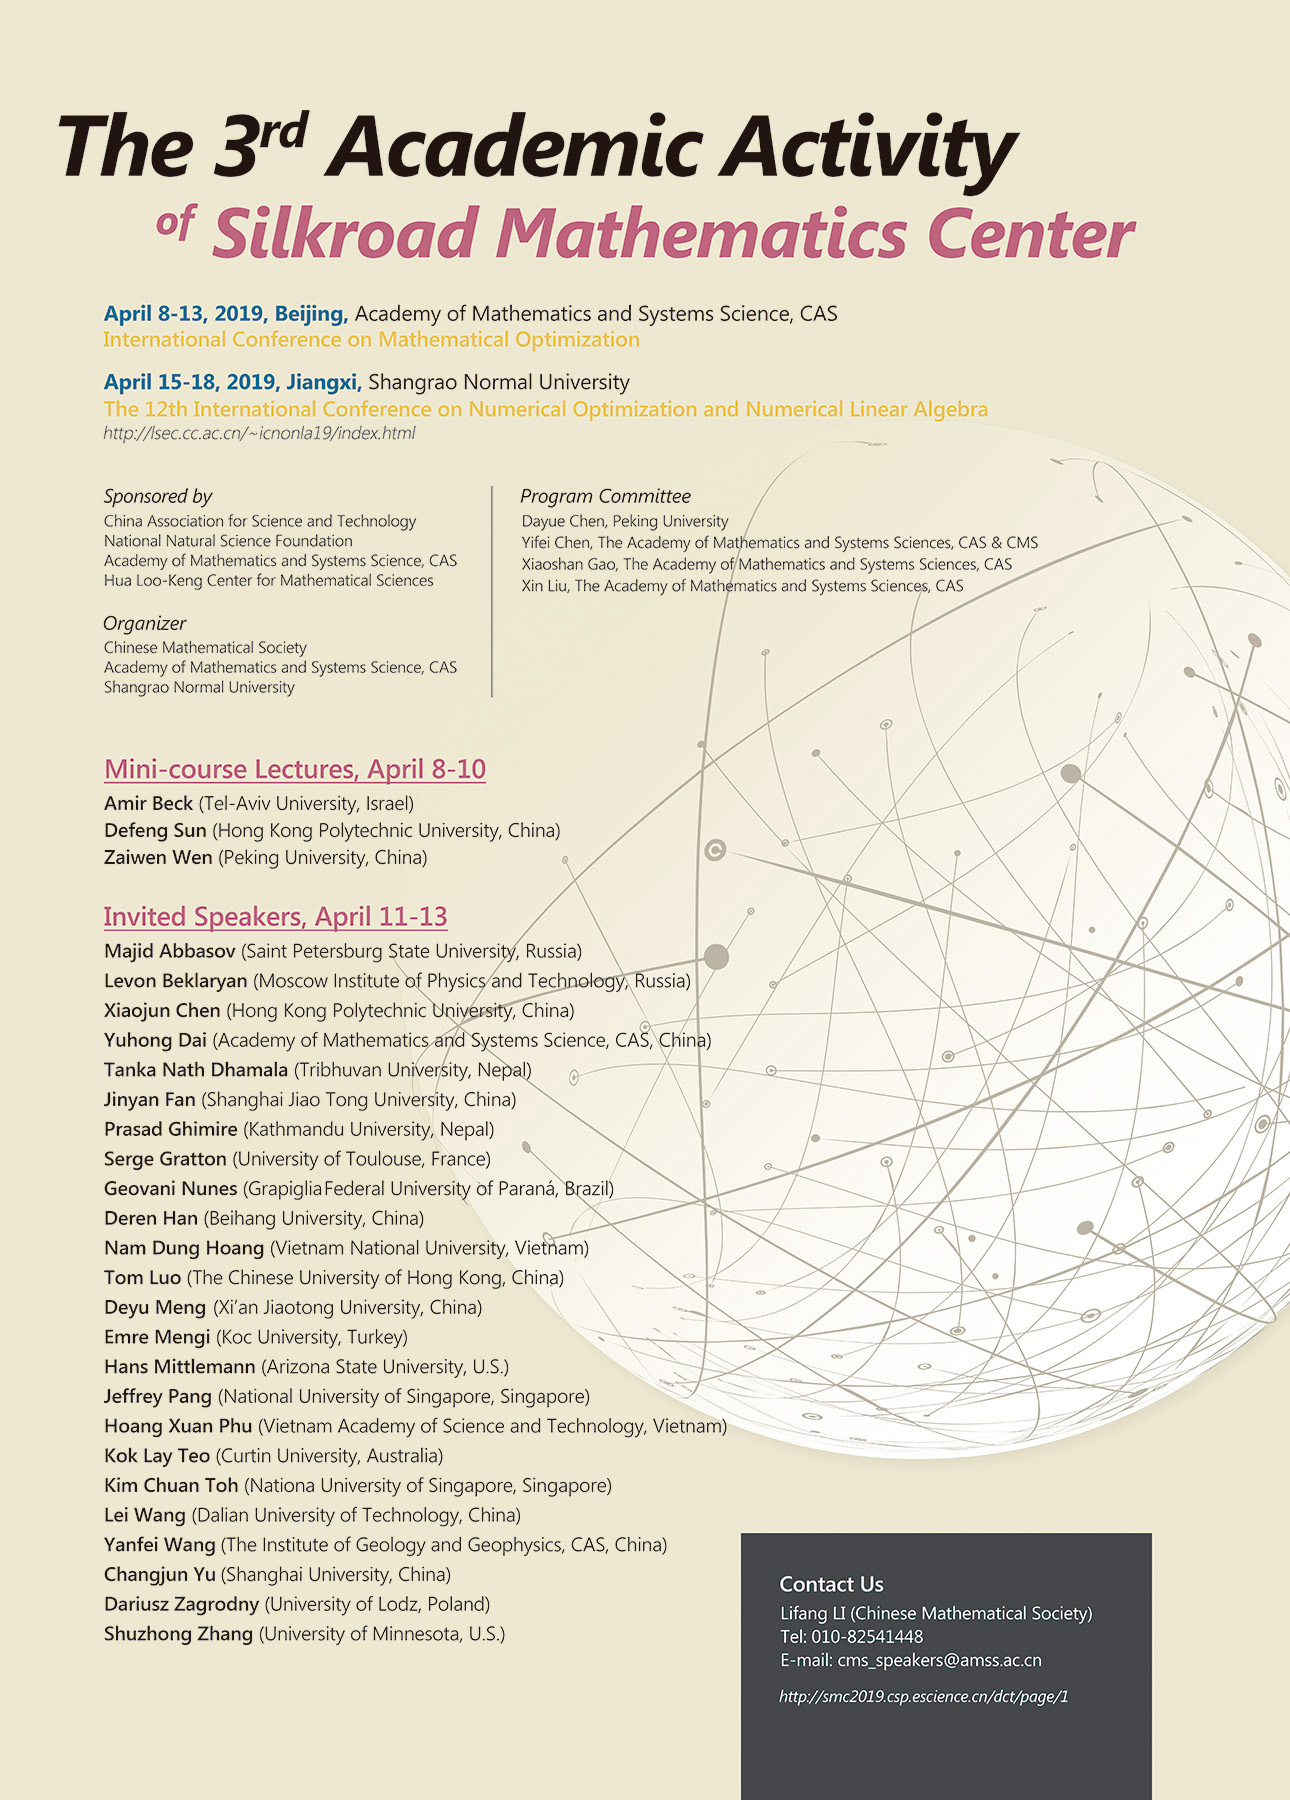 The 3rd Academic Activity
of Silkroad Mathematics Center
April 8-13, 2019, Beijing, Academy of Mathematics and Systems Science, CAS
International Conference on Mathematical Optimization
April 15-18, 2019, Jiangxi, Shangrao Normal University
The 12th International Conference on Numerical Optimization and Numerical Linear Algebra
http://lsec.cc.ac.cn/~icnonla19/index.html
Sponsored by
China Association for Science and Technology
National Natural Science Foundation
Academy of Mathematics and Systems Science, CAS
Hua Loo-Keng Center for Mathematical Sciences
Organizer
Chinese Mathematical Society
Academy of Mathematics and Systems Science, CAS
Shangrao Normal University
Program Committee
Dayue Chen, Peking University
Yifei Chen, The Academy of Mathematics and Systems Sciences, CAS & CMS
Xiaoshan Gao, The Academy of Mathematics and Systems Sciences, CAS
Xin Liu, The Academy of Mathematics and Systems Sciences, CAS
Mini-course Lectures, April 8-10
Amir Beck (Tel-Aviv University, Israel)
Defeng Sun (Hong Kong Polytechnic University, China)
Zaiwen Wen (Peking University, China)
Invited Speakers, April 11-13
Majid Abbasov (Saint Petersburg State University, Russia)
Levon Beklaryan (Moscow Institute of Physics and Technology, Russia)
Xiaojun Chen (Hong Kong Polytechnic University, China)
Yuhong Dai (Academy of Mathematics and Systems Science, CAS, China)
Tanka Nath Dhamala (Tribhuvan University, Nepal)
Jinyan Fan (Shanghai Jiao Tong University, China)
Prasad Ghimire (Kathmandu University, Nepal)
Serge Gratton (University of Toulouse, France)
Geovani Nunes (Grapiglia Federal University of Paraná, Brazil)
Deren Han (Beihang University, China)
Nam Dung Hoang (Vietnam National University, Vietnam)
Tom Luo (The Chinese University of Hong Kong, China)
Deyu Meng (Xi’an Jiaotong University, China)
Emre Mengi (Koc University, Turkey)
Hans Mittlemann (Arizona State University, U.S.)
Jeffrey Pang (National University of Singapore, Singapore)
Hoang Xuan Phu (Vietnam Academy of Science and Technology, Vietnam)
Kok Lay Teo (Curtin University, Australia)
Kim Chuan Toh (Nationa University of Singapore, Singapore)
Lei Wang (Dalian University of Technology, China)
Yanfei Wang (The Institute of Geology and Geophysics, CAS, China)
Changjun Yu (Shanghai University, China)
Dariusz Zagrodny (University of Lodz, Poland)
Shuzhong Zhang (University of Minnesota, U.S.)
Contact Us
Lifang LI (Chinese Mathematical Society)
Tel: 010-82541448
E-mail: cms_speakers@amss.ac.cn
http://smc2019.csp.escience.cn/dct/page/1